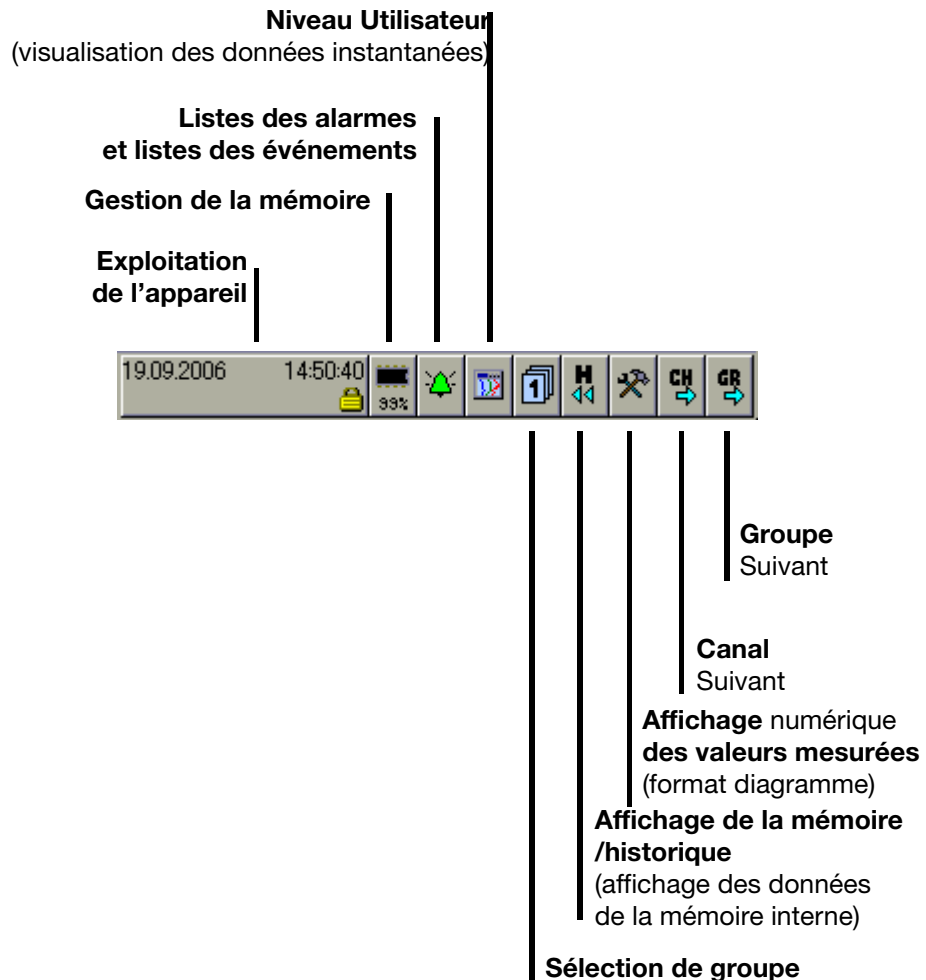 Niveau Utilisateur
(visualisation des données instantanées)
Listes des alarmes
et listes des événements
Gestion de la mémoire
Exploitation
de l'appareil
19.09.2006 14:50:40
99%
1
H
CH
GR
Groupe
Suivant
Canal
Suivant
Affichage numérique
des valeurs mesurées
(format diagramme)
Affichage de la mémoire
/historique
(affichage des données
de la mémoire interne)
Sélection de groupe